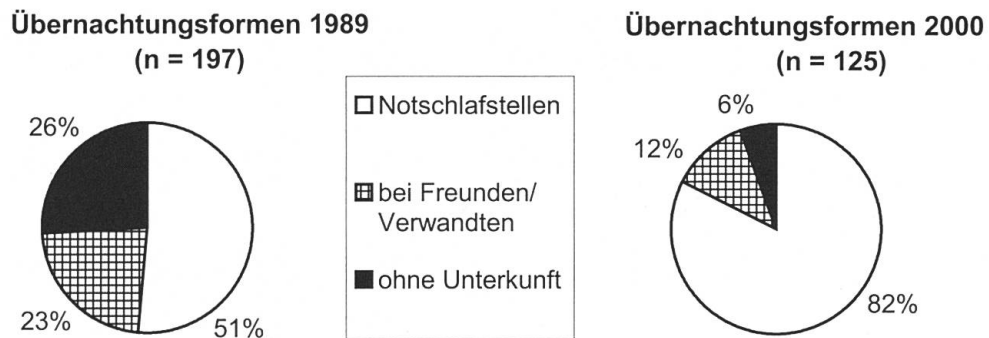 Übernachtungsformen 1989
(n = 197)
26%
23%
51%
Notschlafstellen
bei Freunden/
Verwandten
ohne Unterkunft
Übernachtungsformen 2000
(n = 125)
6%
12%
82%